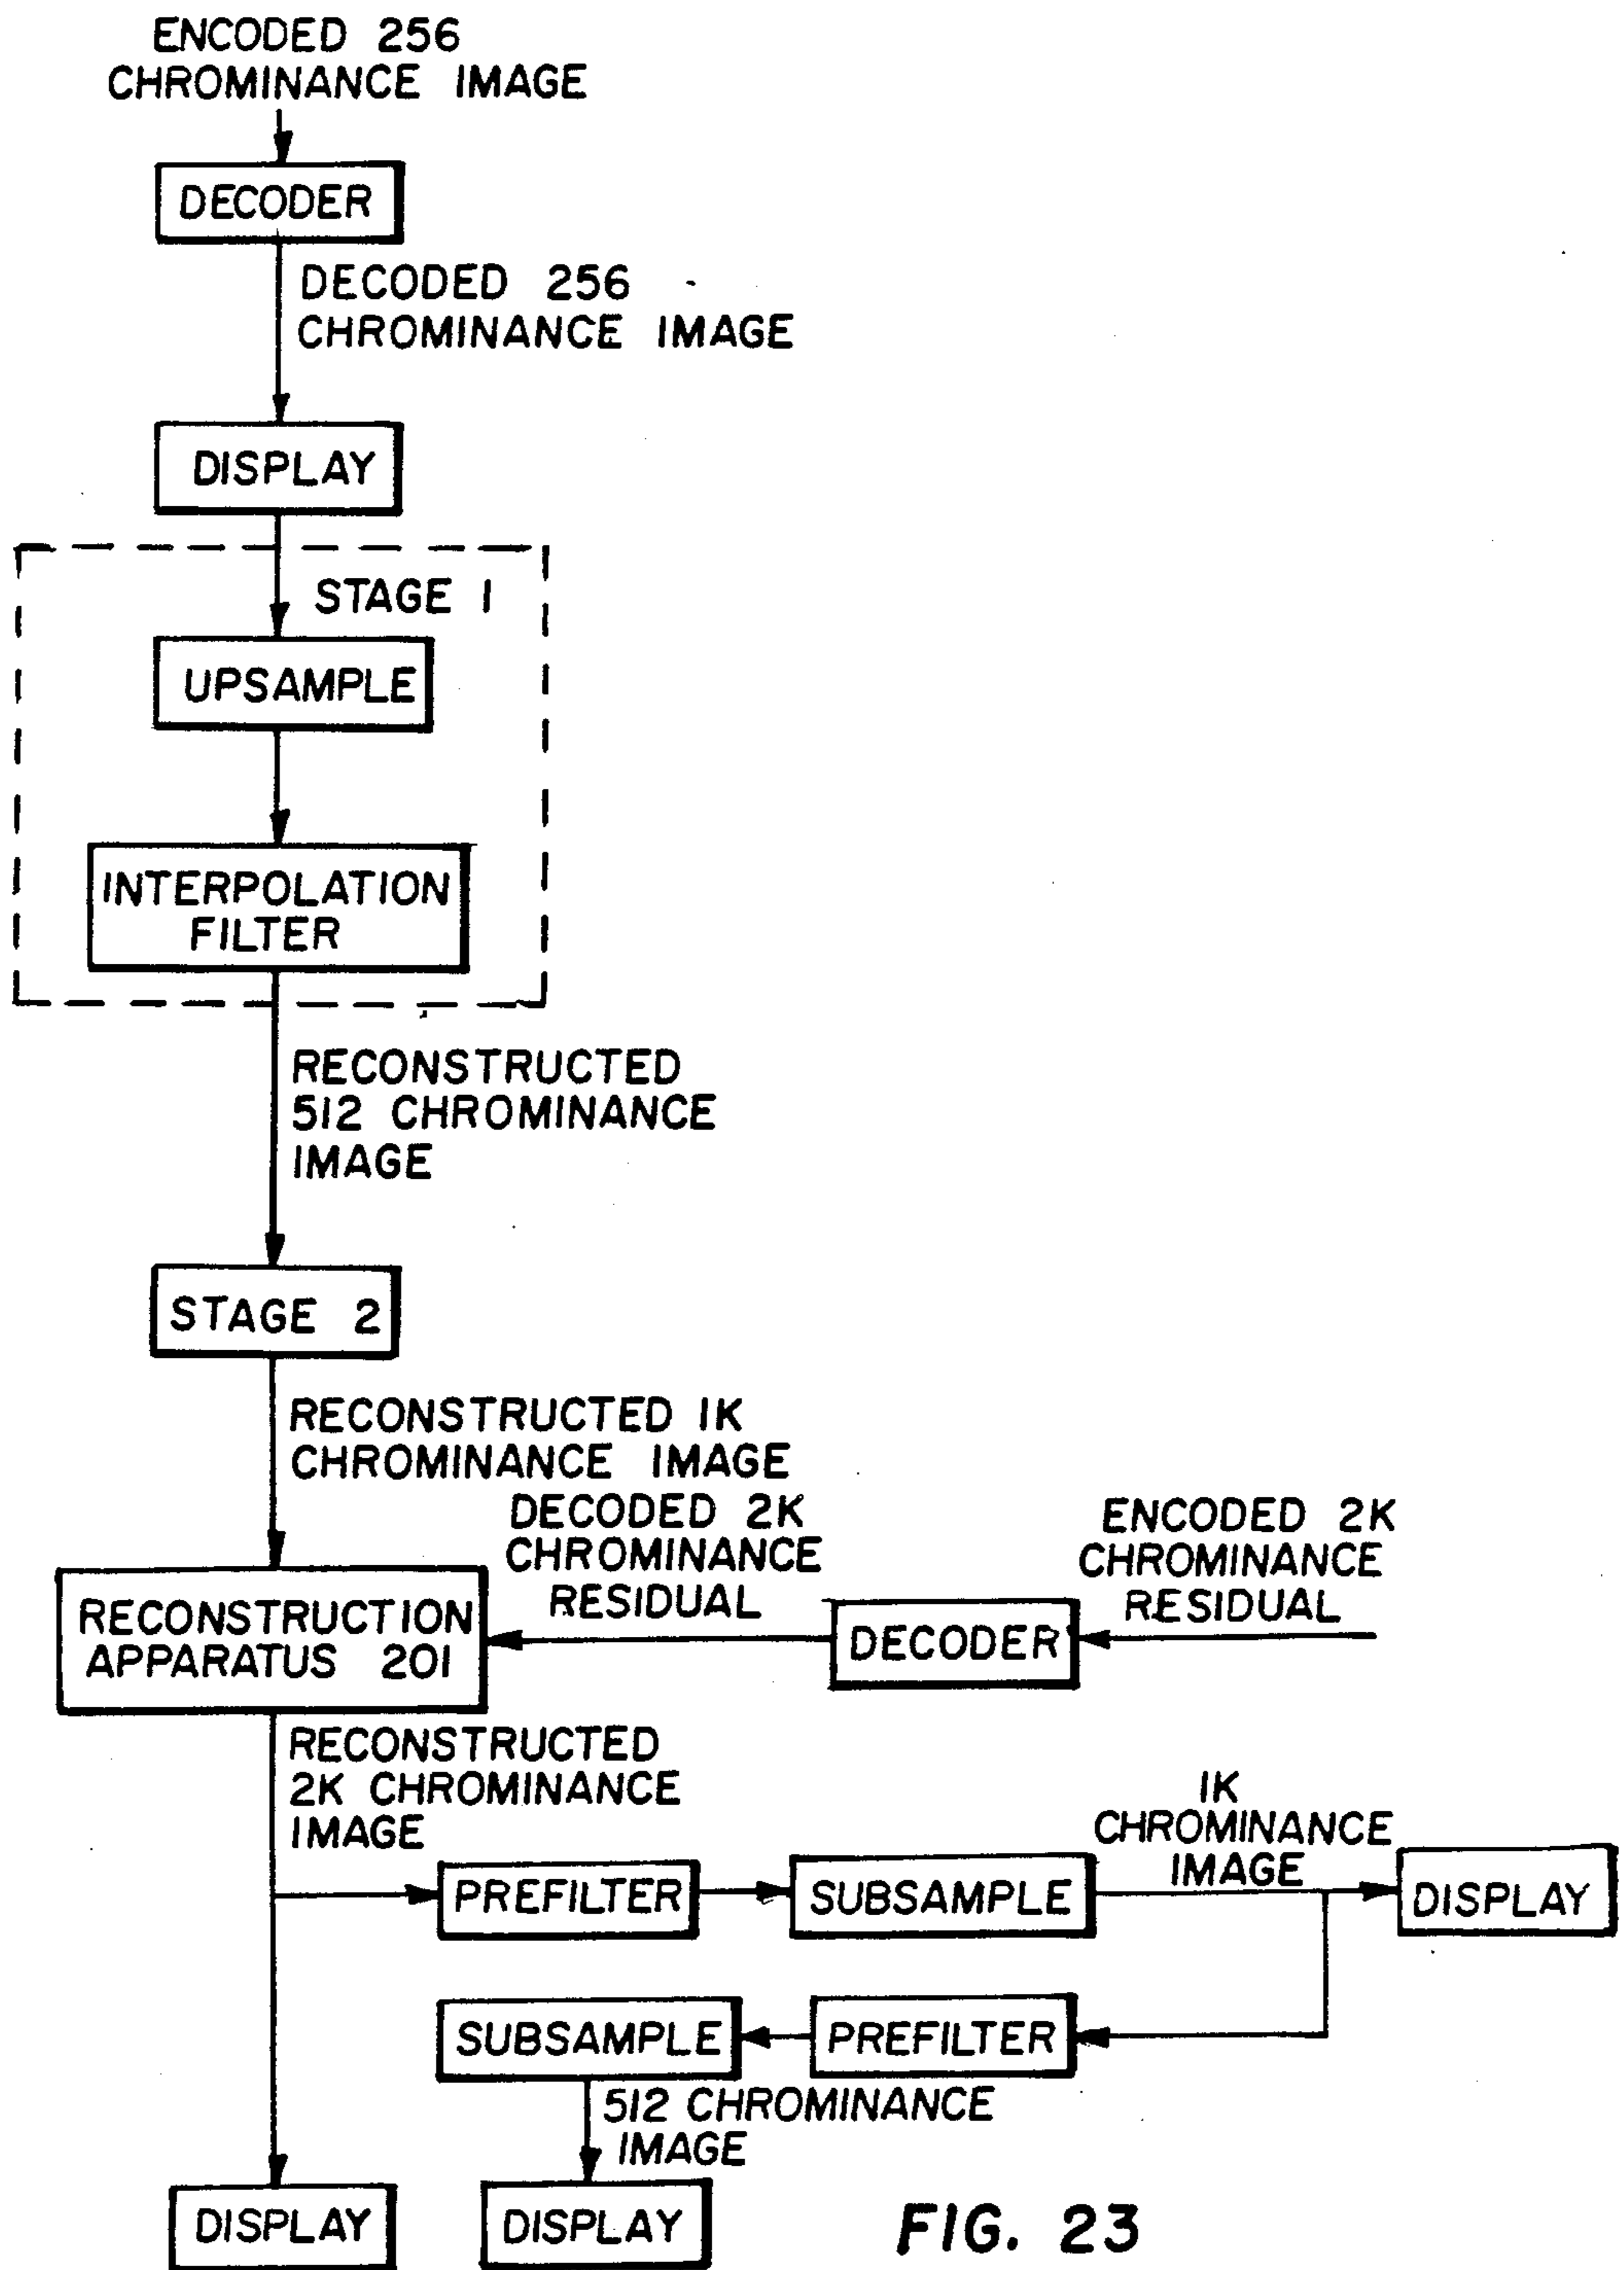 ENCODED 256
CHROMINANCE IMAGE
DECODER
DECODED 256
CHROMINANCE IMAGE
DISPLAY
STAGE 1
UPSAMPLE
INTERPOLATION
FILTER
RECONSTRUCTED
512 CHROMINANCE
IMAGE
STAGE 2
RECONSTRUCTED 1K
CHROMINANCE IMAGE
DECODED 2K
CHROMINANCE
RESIDUAL
ENCODED 2K
CHROMINANCE
RESIDUAL
RECONSTRUCTION
APPARATUS 201
DECODER
RECONSTRUCTED
2K CHROMINANCE
IMAGE
PREFILTER
SUBSAMPLE
1K
CHROMINANCE
IMAGE
DISPLAY
SUBSAMPLE
PREFILTER
512 CHROMINANCE
IMAGE
DISPLAY
DISPLAY
FIG. 23